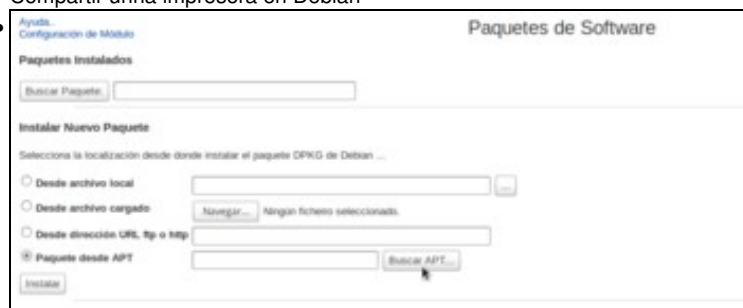 Compartir unha impresora en Debian
Ayuda..
Configuración de Módulo
Paquetes de Software
Paquetes Instalados
Buscar Paquete.
Instalar Nuevo Paquete
Selecciona la localización desde donde instalar el paquete DPKG de Debian ...
Desde archivo local
...
Desde archivo cargado
Navegar... Ningún fichero seleccionado.
Desde dirección URL, ftp o http
Paquete desde APT
Buscar APT...
Instalar